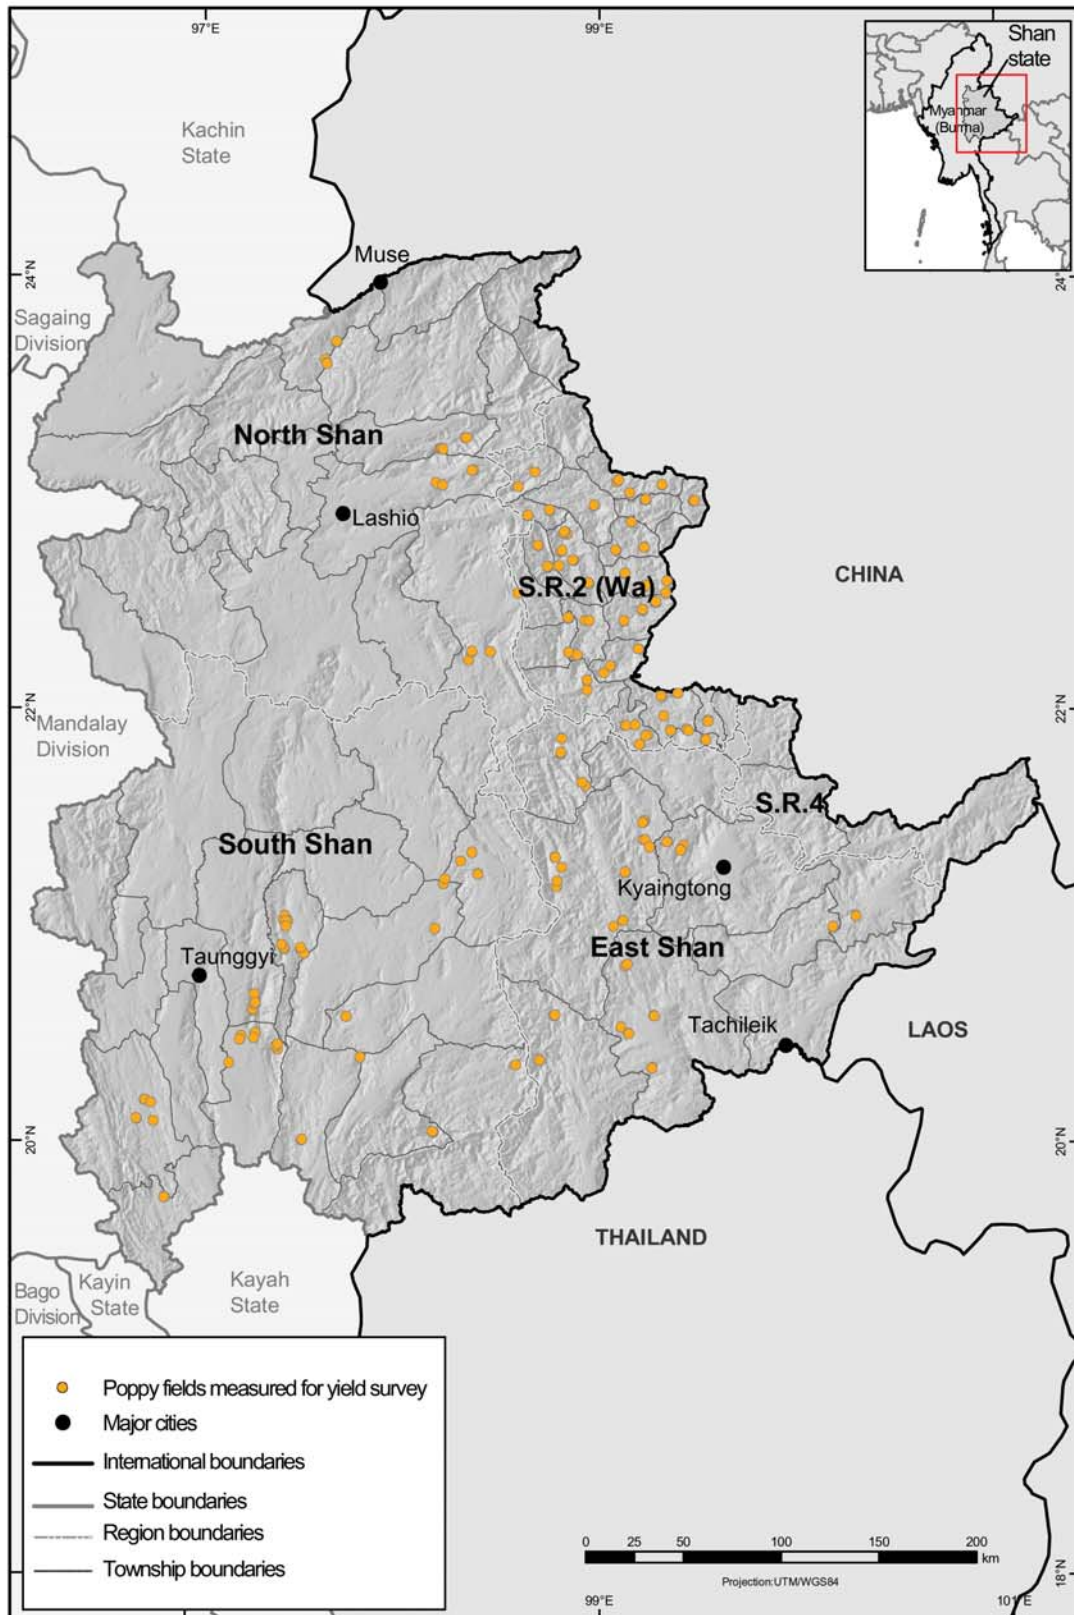 97°E
99°E
Shan
state
Myanmar
(Burma)
Kachin
State
Muse
24°N
24°
Sagaing
Division
North Shan
Lashio
CHINA
S.R.2 (Wa)
22°N
22°N
Mandalay
Division
S.R.4
South Shan
Kyaingtong
East Shan
Taunggyi
Tachileik
LAOS
20°N
20°N
THAILAND
Bago
Division
Kayin
State
Kayah
State
Poppy fields measured for yield survey
Major cities
International boundaries
State boundaries
Region boundaries
Township boundaries
0 25 50 100 150 200
km
Projection:UTM/WGS84
18°N
99°E
101°E